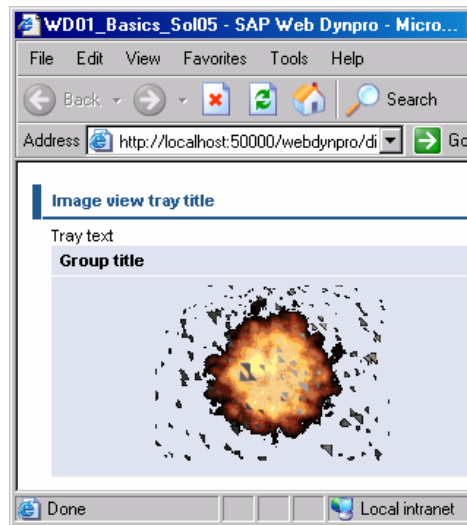 WD01_Basics_Sol05 - SAP Web Dynpro - Micro...
File Edit View Favorites Tools Help
Back Search
Address http://localhost:50000/webdynpro/di Go
Image view tray title
Tray text
Group title
Done Local intranet